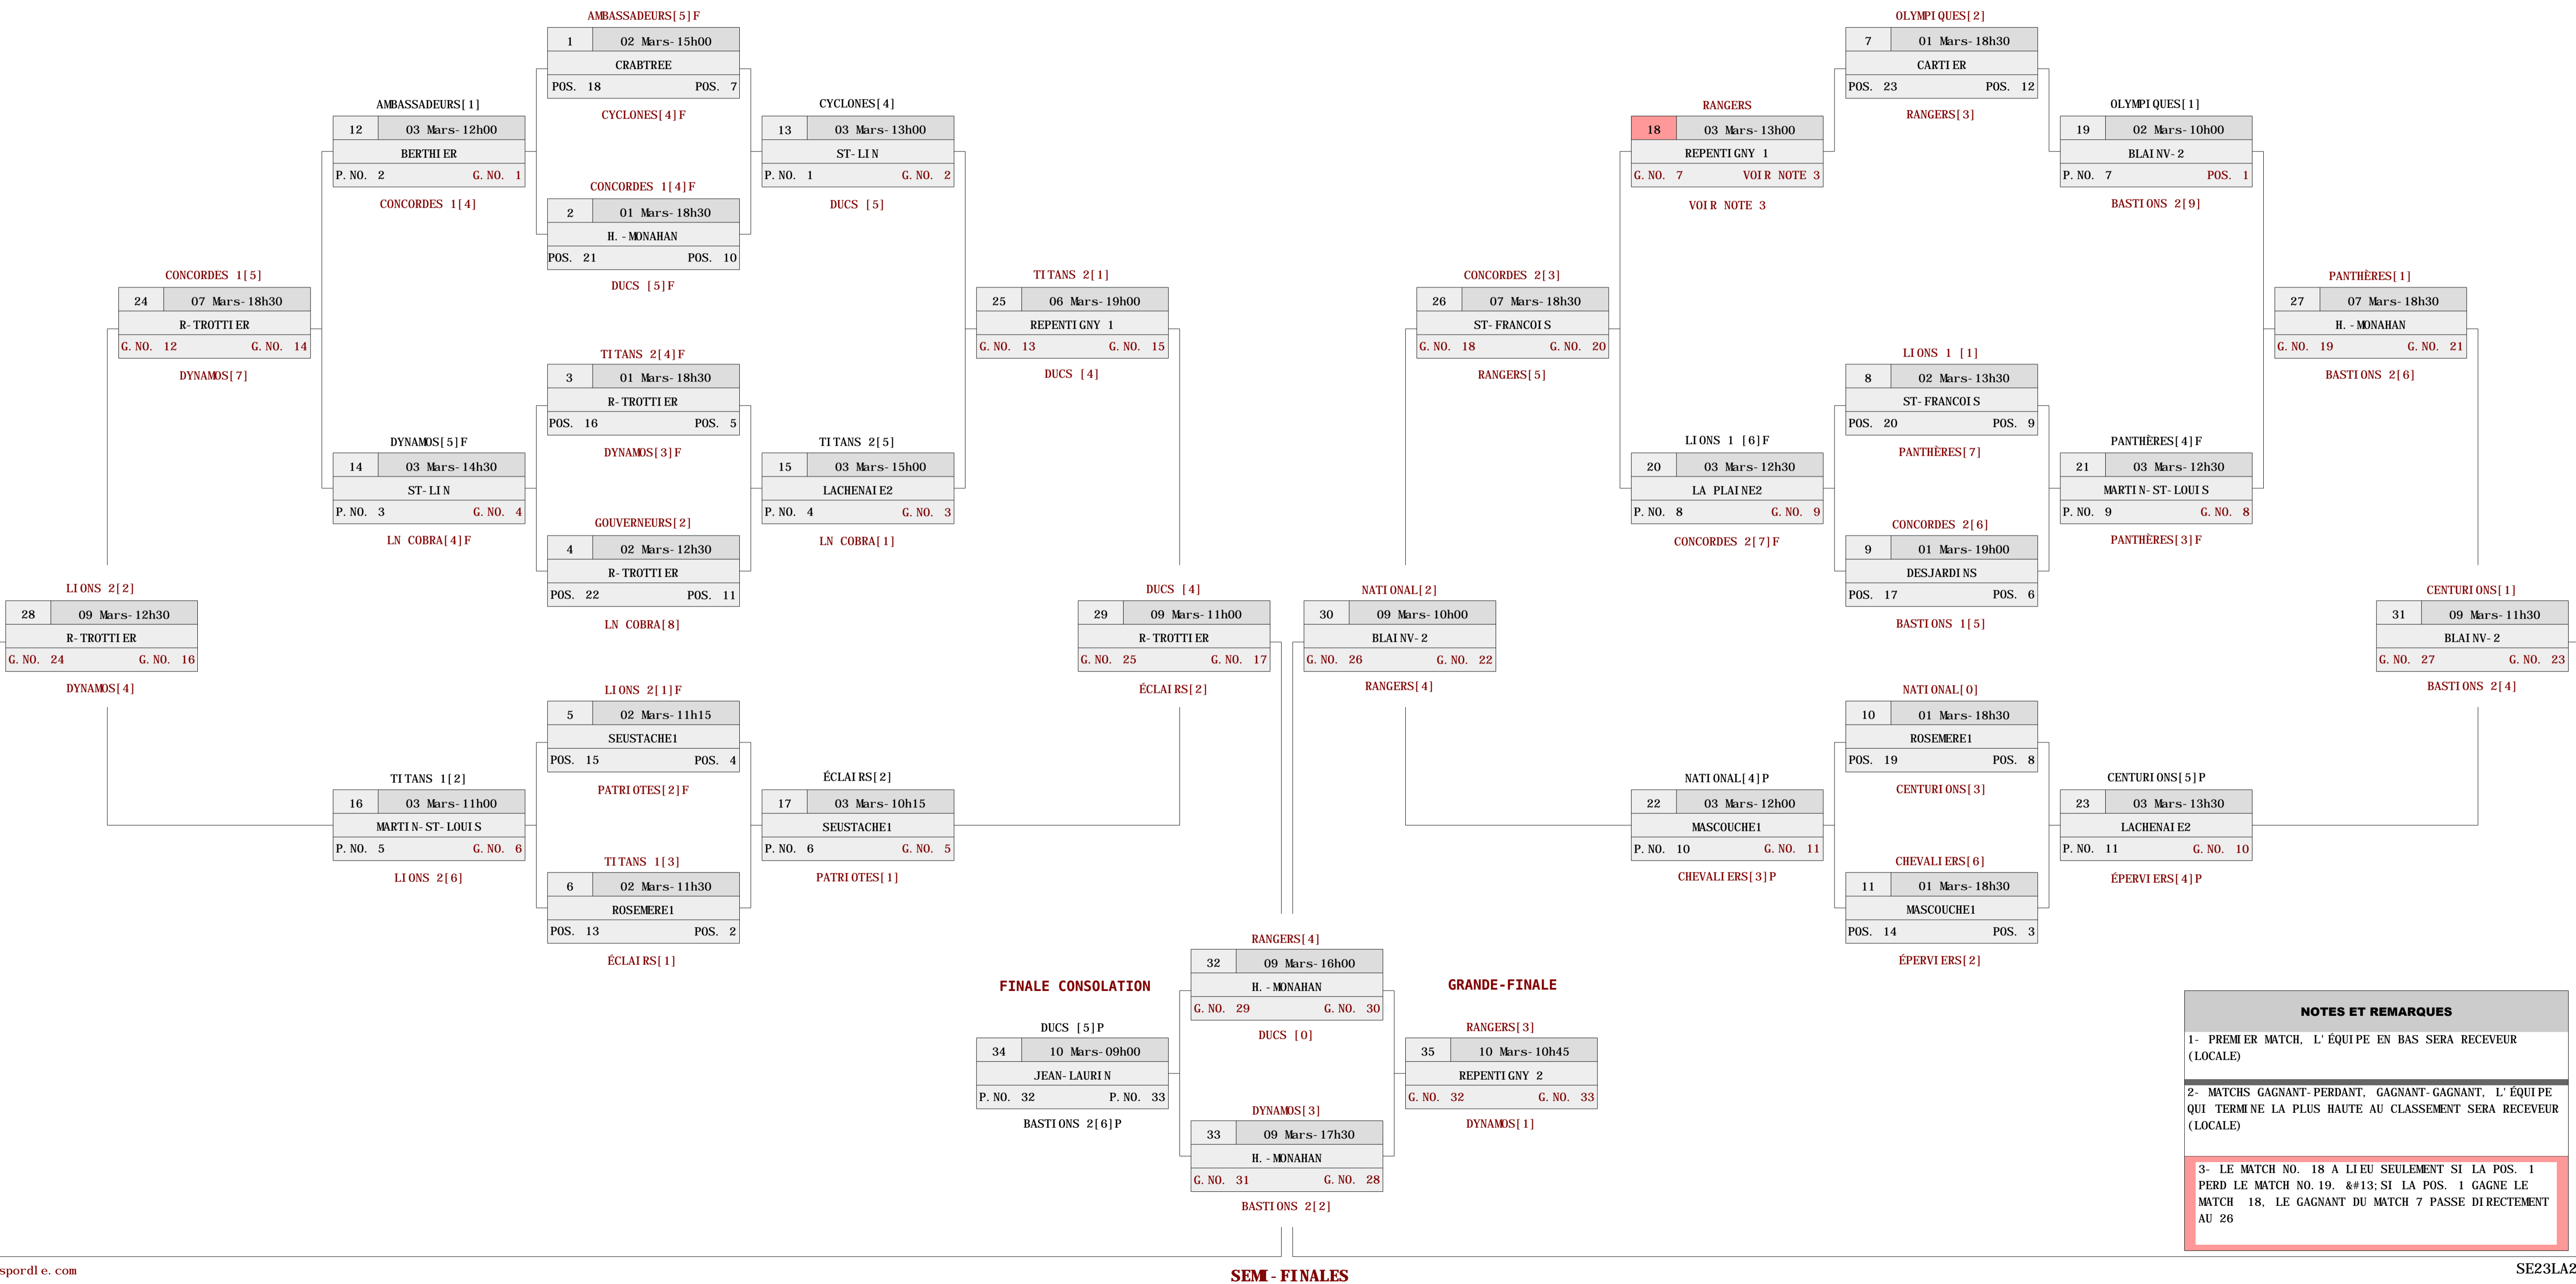 AMBASSADEURS[5]F
1 02 Mars-15h00
CRABTREE
POS. 18 POS. 7
CYCLONES[4]F
AMBASSADEURS[1]
12 03 Mars-12h00
BERTHIER
P.NO. 2 G.NO. 1
CONCORDES 1[4]
CYCLONES[4]
13 03 Mars-13h00
ST-LIN
P.NO. 1 G.NO. 2
DUCS [5]
CONCORDES 1[4]F
2 01 Mars-18h30
H.-MONAHAN
POS. 21 POS. 10
DUCS [5]F
CONCORDES 1[5]
24 07 Mars-18h30
R-TROTTIER
G.NO. 12 G.NO. 14
DYNAMOS[7]
TITANS 2[1]
25 06 Mars-19h00
REPENTIGNY 1
G.NO. 13 G.NO. 15
DUCS [4]
TITANS 2[4]F
3 01 Mars-18h30
R-TROTTIER
POS. 16 POS. 5
DYNAMOS[3]F
DYNAMOS[5]F
14 03 Mars-14h30
ST-LIN
P.NO. 3 G.NO. 4
LN COBRA[4]F
TITANS 2[5]
15 03 Mars-15h00
LACHENAIE2
P.NO. 4 G.NO. 3
LN COBRA[1]
GOUVERNEURS[2]
4 02 Mars-12h30
R-TROTTIER
POS. 22 POS. 11
LN COBRA[8]
LIONS 2[2]
28 09 Mars-12h30
R-TROTTIER
G.NO. 24 G.NO. 16
DYNAMOS[4]
DUCS [4]
29 09 Mars-11h00
R-TROTTIER
G.NO. 25 G.NO. 17
ÉCLAIRS[2]
LIONS 2[1]F
5 02 Mars-11h15
SEUSTACHE1
POS. 15 POS. 4
PATRIOTES[2]F
TITANS 1[2]
16 03 Mars-11h00
MARTIN-ST-LOUIS
P.NO. 5 G.NO. 6
LIONS 2[6]
ÉCLAIRS[2]
17 03 Mars-10h15
SEUSTACHE1
P.NO. 6 G.NO. 5
PATRIOTES[1]
TITANS 1[3]
6 02 Mars-11h30
ROSEMERE1
POS. 13 POS. 2
ÉCLAIRS[1]
OLYMPIQUES[2]
7 01 Mars-18h30
CARTIER
POS. 23 POS. 12
RANGERS[3]
RANGERS
18 03 Mars-13h00
REPENTIGNY 1
G.NO. 7 VOIR NOTE 3
VOIR NOTE 3
OLYMPIQUES[1]
19 02 Mars-10h00
BLAINV-2
P.NO. 7 POS. 1
BASTIONS 2[9]
CONCORDES 2[3]
26 07 Mars-18h30
ST-FRANCOIS
G.NO. 18 G.NO. 20
RANGERS[5]
PANTHÈRES[1]
27 07 Mars-18h30
H.-MONAHAN
G.NO. 19 G.NO. 21
BASTIONS 2[6]
LIONS 1 [1]
8 02 Mars-13h30
ST-FRANCOIS
POS. 20 POS. 9
PANTHÈRES[7]
LIONS 1 [6]F
20 03 Mars-12h30
LA PLAINE2
P.NO. 8 G.NO. 9
CONCORDES 2[7]F
PANTHÈRES[4]F
21 03 Mars-12h30
MARTIN-ST-LOUIS
P.NO. 9 G.NO. 8
PANTHÈRES[3]F
CONCORDES 2[6]
9 01 Mars-19h00
DESJARDINS
POS. 17 POS. 6
BASTIONS 1[5]
NATIONAL[2]
30 09 Mars-10h00
BLAINV-2
G.NO. 26 G.NO. 22
RANGERS[4]
CENTURIONS[1]
31 09 Mars-11h30
BLAINV-2
G.NO. 27 G.NO. 23
BASTIONS 2[4]
NATIONAL[0]
10 01 Mars-18h30
ROSEMERE1
POS. 19 POS. 8
CENTURIONS[3]
NATIONAL[4]P
22 03 Mars-12h00
MASCOUCHE1
P.NO. 10 G.NO. 11
CHEVALIERS[3]P
CENTURIONS[5]P
23 03 Mars-13h30
LACHENAIE2
P.NO. 11 G.NO. 10
ÉPERVIERS[4]P
CHEVALIERS[6]
11 01 Mars-18h30
MASCOUCHE1
POS. 14 POS. 3
ÉPERVIERS[2]
RANGERS[4]
32 09 Mars-16h00
H.-MONAHAN
G.NO. 29 G.NO. 30
DUCS [0]
FINALE CONSOLATION
DUCS [5]P
34 10 Mars-09h00
JEAN-LAURIN
P.NO. 32 P.NO. 33
BASTIONS 2[6]P
GRANDE-FINALE
RANGERS[3]
35 10 Mars-10h45
REPENTIGNY 2
G.NO. 32 G.NO. 33
DYNAMOS[1]
DYNAMOS[3]
33 09 Mars-17h30
H.-MONAHAN
G.NO. 31 G.NO. 28
BASTIONS 2[2]
NOTES ET REMARQUES
1- PREMIER MATCH, L'ÉQUIPE EN BAS SERA RECEVEUR
(LOCALE)
2- MATCHS GAGNANT-PERDANT, GAGNANT-GAGNANT, L'ÉQUIPE
QUI TERMINE LA PLUS HAUTE AU CLASSEMENT SERA RECEVEUR
(LOCALE)
3- LE MATCH NO. 18 A LIEU SEULEMENT SI LA POS. 1
PERD LE MATCH NO.19. &#13;SI LA POS. 1 GAGNE LE
MATCH 18, LE GAGNANT DU MATCH 7 PASSE DIRECTEMENT
AU 26
spordle.com
SEMI-FINALES
SE23LA2